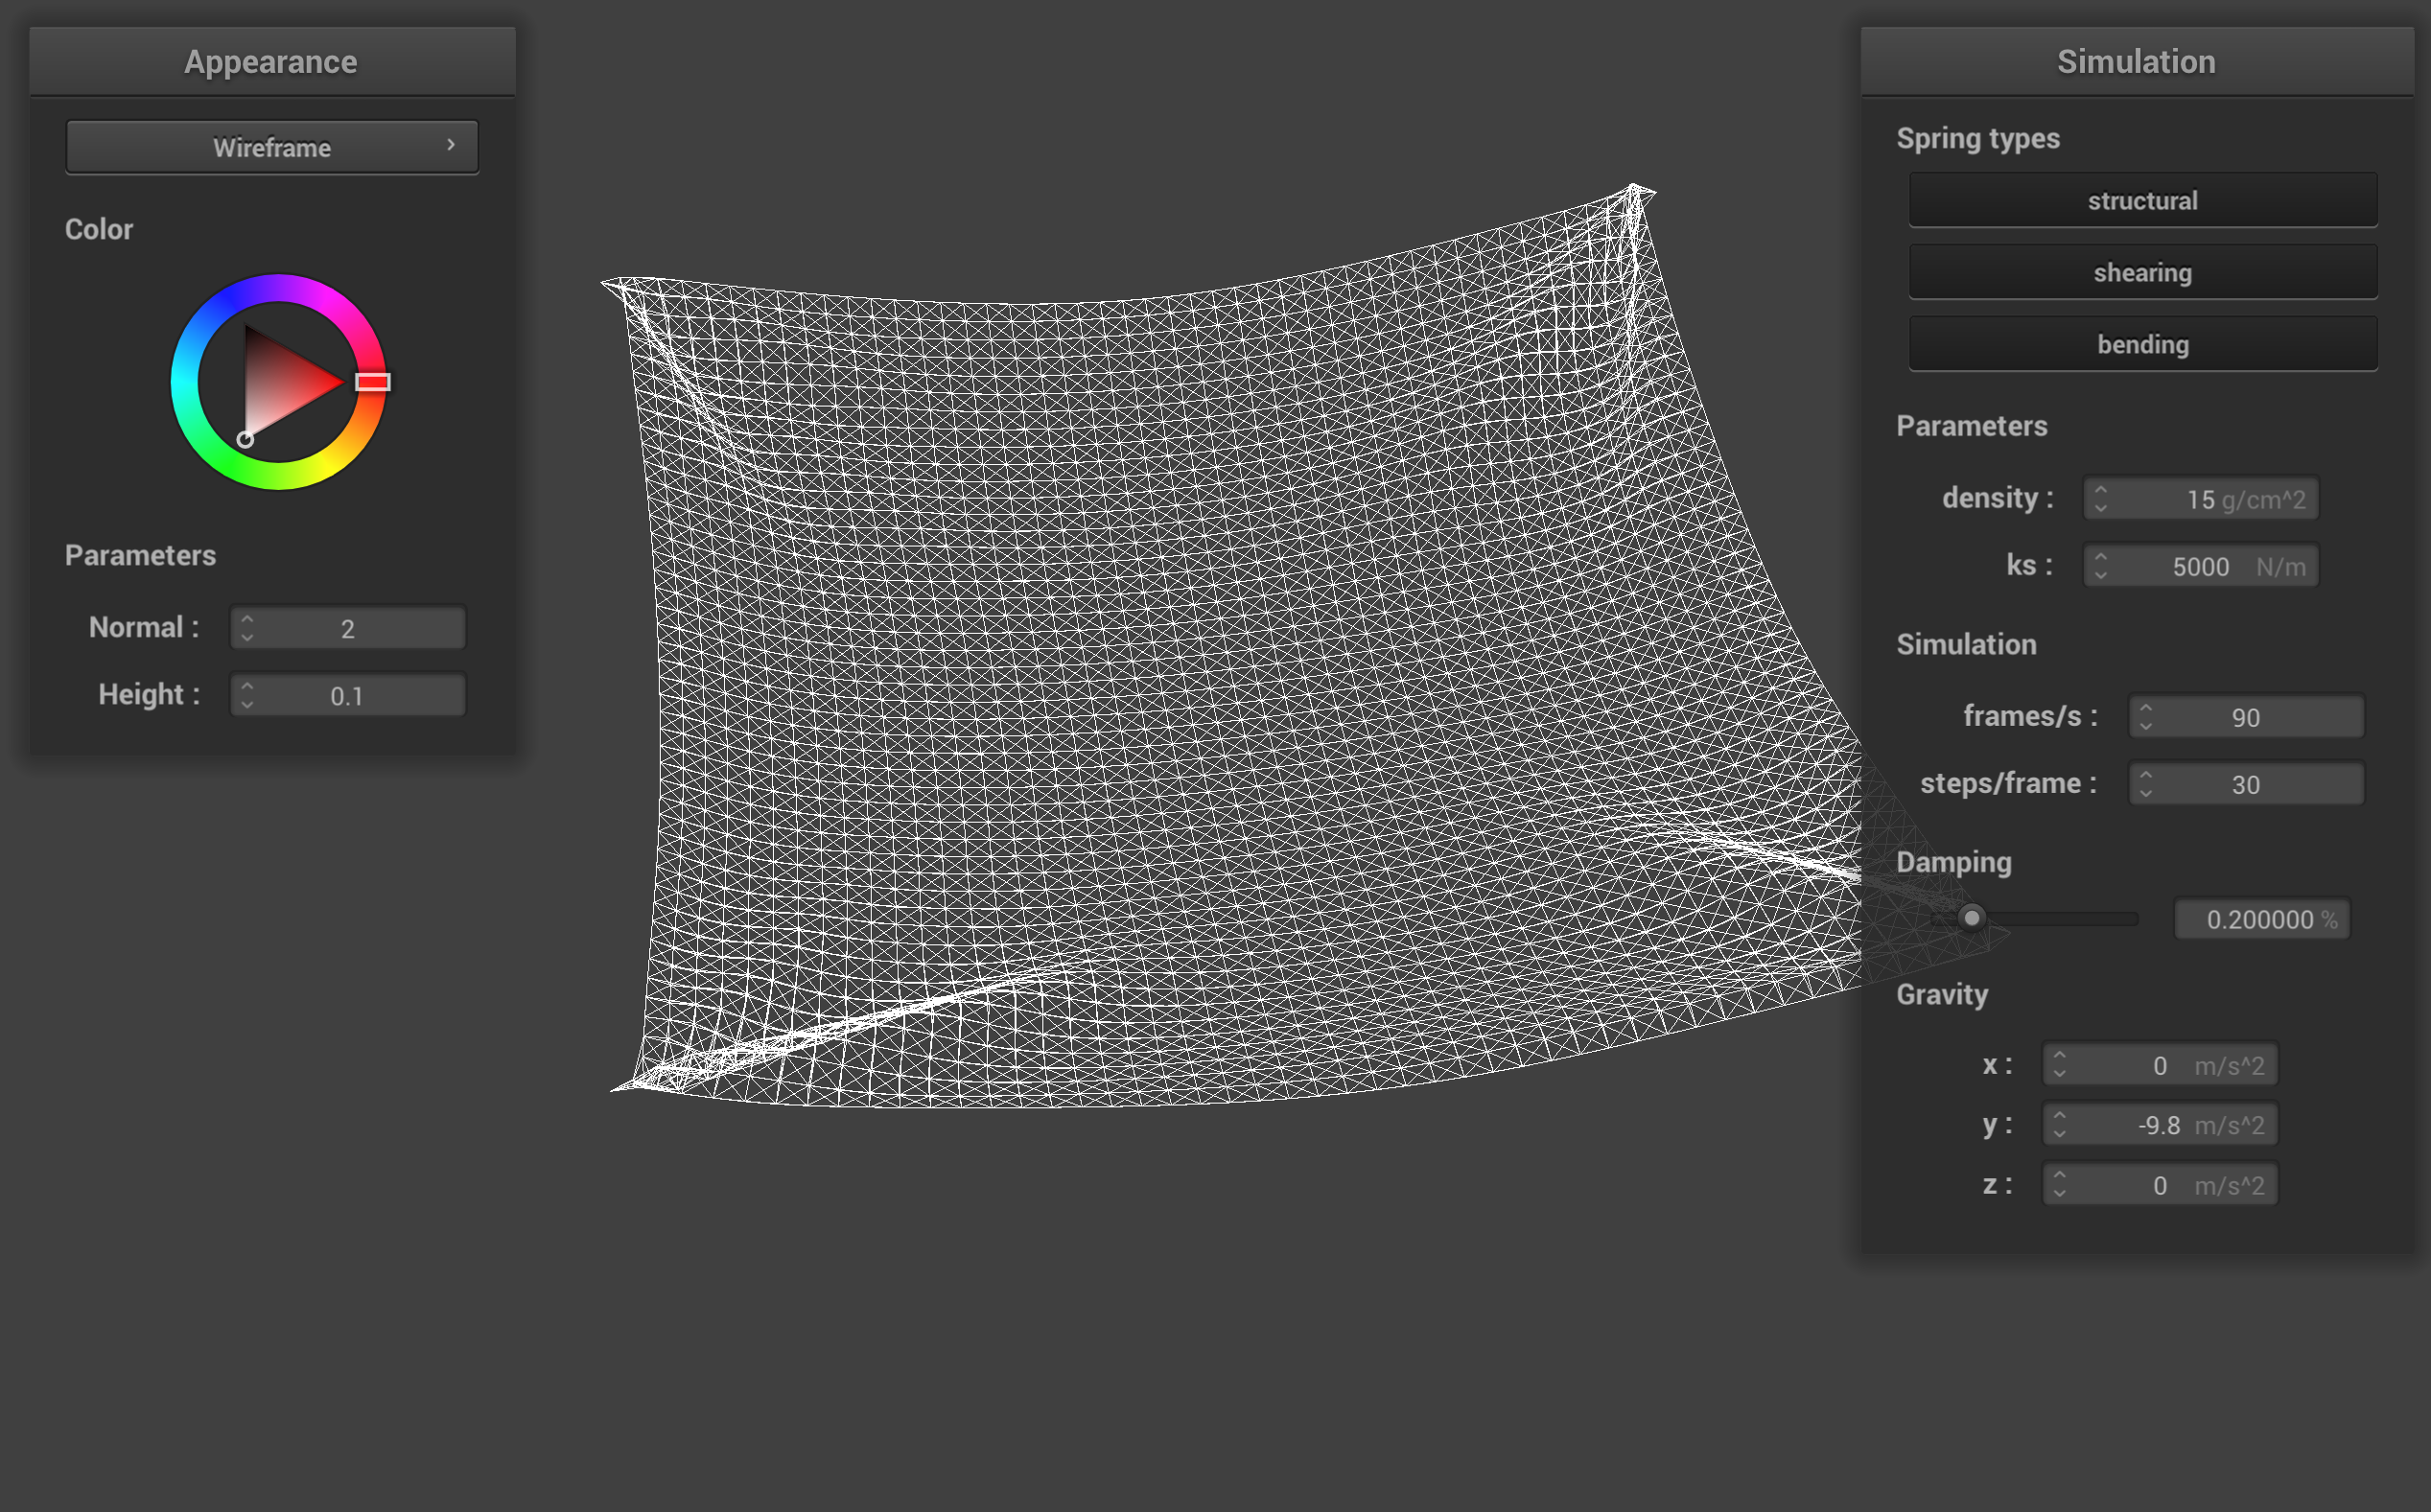 Appearance
Wireframe
Color
Parameters
Normal : 2
Height : 0.1
Simulation
Spring types
structural
shearing
bending
Parameters
density : 15 g/cm^2
ks : 5000 N/m
Simulation
frames/s : 90
steps/frame : 30
Damping
0.200000 %
Gravity
x : 0 m/s^2
y : -9.8 m/s^2
z : 0 m/s^2